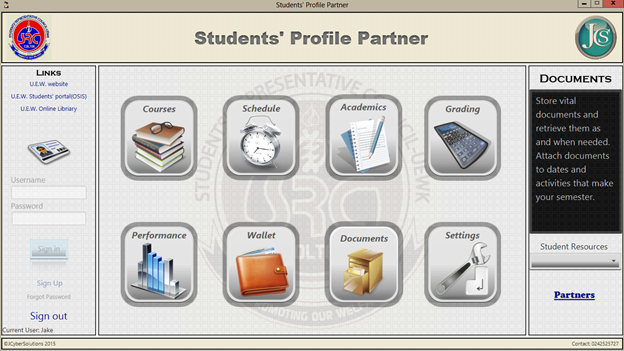 Students' Profile Partner
Students' Profile Partner
SRC
JCS
LINKS
U.E.W. website
U.E.W. Students' portal(OSIS)
U.E.W. Online Library
Username
Password
Sign in
Sign Up
Forgot Password
Sign out
Current User: Jake
Courses
Schedule
Academics
Grading
Performance
Wallet
Documents
Settings
STUDENTS REPRESENTATIVE COUNCIL-UEWK
SRC
DOCUMENTS
Store vital
documents and
retrieve them as
and when needed.
Attach documents
to dates and
activities that make
your semester.
Student Resources
Partners
©JCyberSolutions 2015
Contact: 0242523727